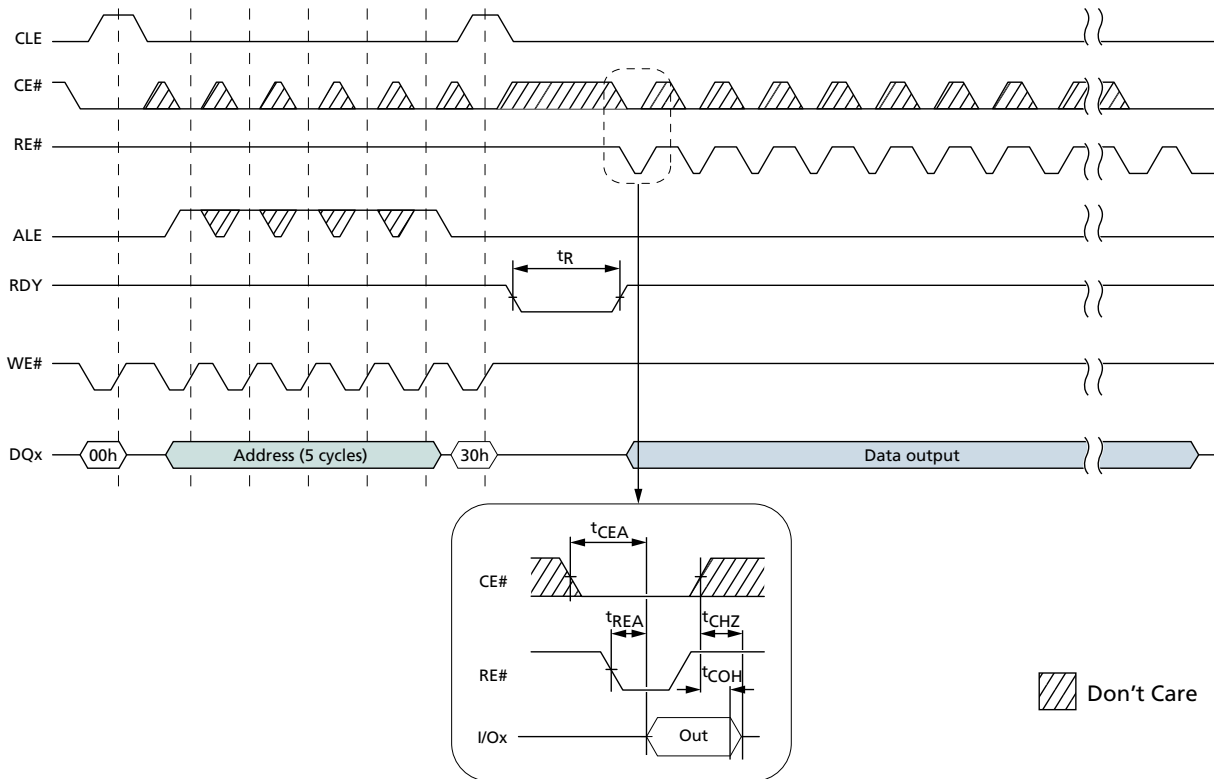 CLE
CE#
RE#
ALE
tR
RDY
WE#
DQx
00h
Address (5 cycles)
30h
Data output
tCEA
CE#
tREA
tCHZ
RE#
tCOH
I/Ox
Out
Don't Care